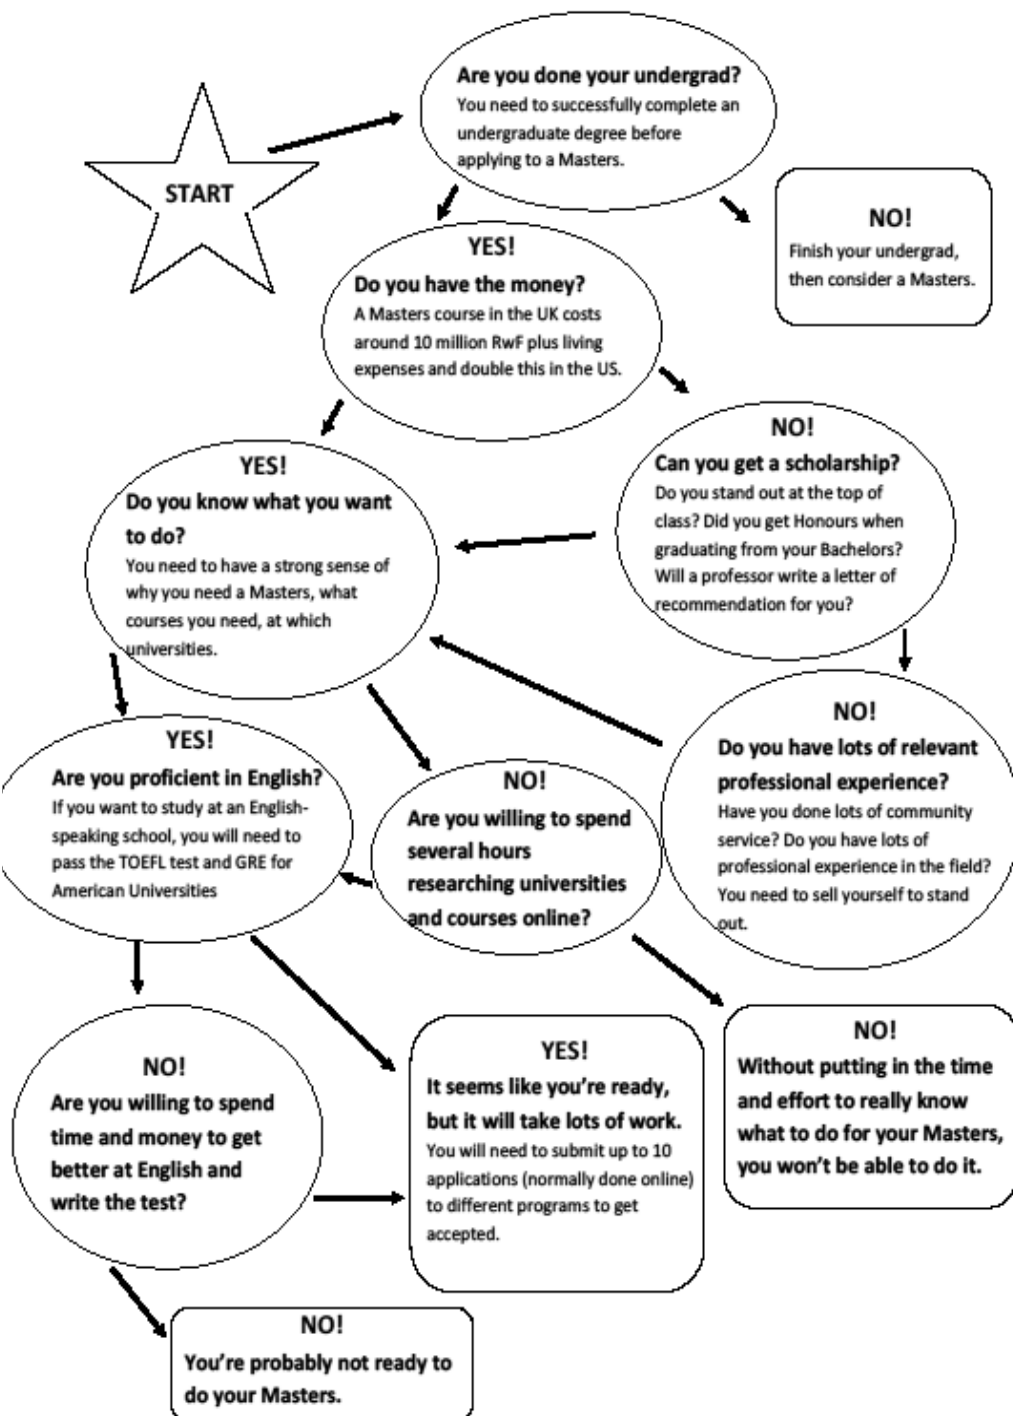 START
Are you done your undergrad?
You need to successfully complete an
undergraduate degree before
applying to a Masters.
NO!
Finish your undergrad,
then consider a Masters.
YES!
Do you have the money?
A Masters course in the UK costs
around 10 million RwF plus living
expenses and double this in the US.
NO!
Can you get a scholarship?
Do you stand out at the top of
class? Did you get Honours when
graduating from your Bachelors?
Will a professor write a letter of
recommendation for you?
YES!
Do you know what you want
to do?
You need to have a strong sense of
why you need a Masters, what
courses you need, at which
universities.
NO!
Do you have lots of relevant
professional experience?
Have you done lots of community
service? Do you have lots of
professional experience in the field?
You need to sell yourself to stand
out.
YES!
Are you proficient in English?
If you want to study at an English-
speaking school, you will need to
pass the TOEFL test and GRE for
American Universities
NO!
Are you willing to spend
several hours
researching universities
and courses online?
NO!
Are you willing to spend
time and money to get
better at English and
write the test?
YES!
It seems like you're ready,
but it will take lots of work.
You will need to submit up to 10
applications (normally done online)
to different programs to get
accepted.
NO!
Without putting in the time
and effort to really know
what to do for your Masters,
you won't be able to do it.
NO!
You're probably not ready to
do your Masters.